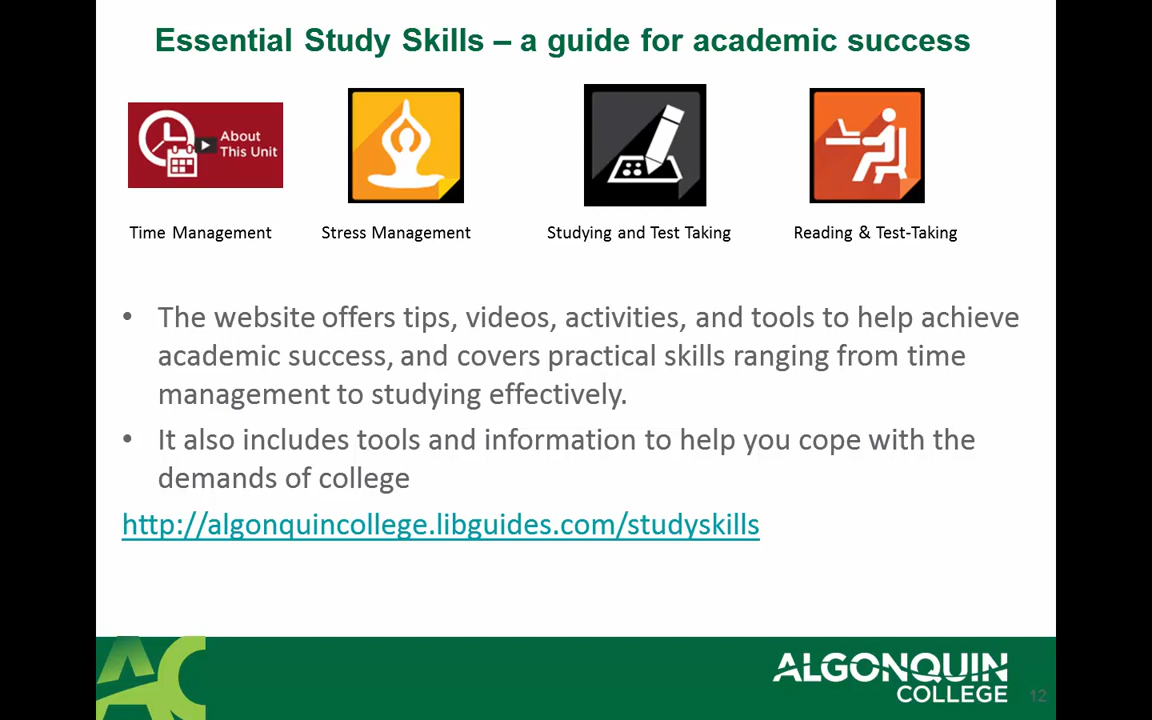 Essential Study Skills – a guide for academic success
About
This Unit
Time Management
Stress Management
Studying and Test Taking
Reading & Test-Taking
• The website offers tips, videos, activities, and tools to help achieve
academic success, and covers practical skills ranging from time
management to studying effectively.
• It also includes tools and information to help you cope with the
demands of college
http://algonquincollege.libguides.com/studyskills
AC
ALGONQUIN
COLLEGE
12